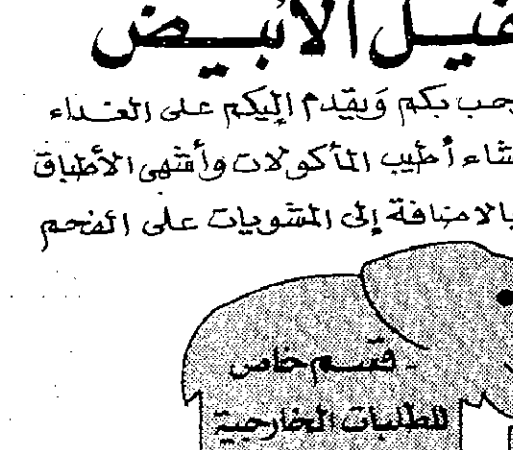 فيل الأبيض
حب بكم وَيقدم إليكم على الغداء
شاء أطيب المأكولات وأشهى الأطباق
بالاضافة إلى المشويات على الفحم
- قسم خاص
للطلبات الخارجية